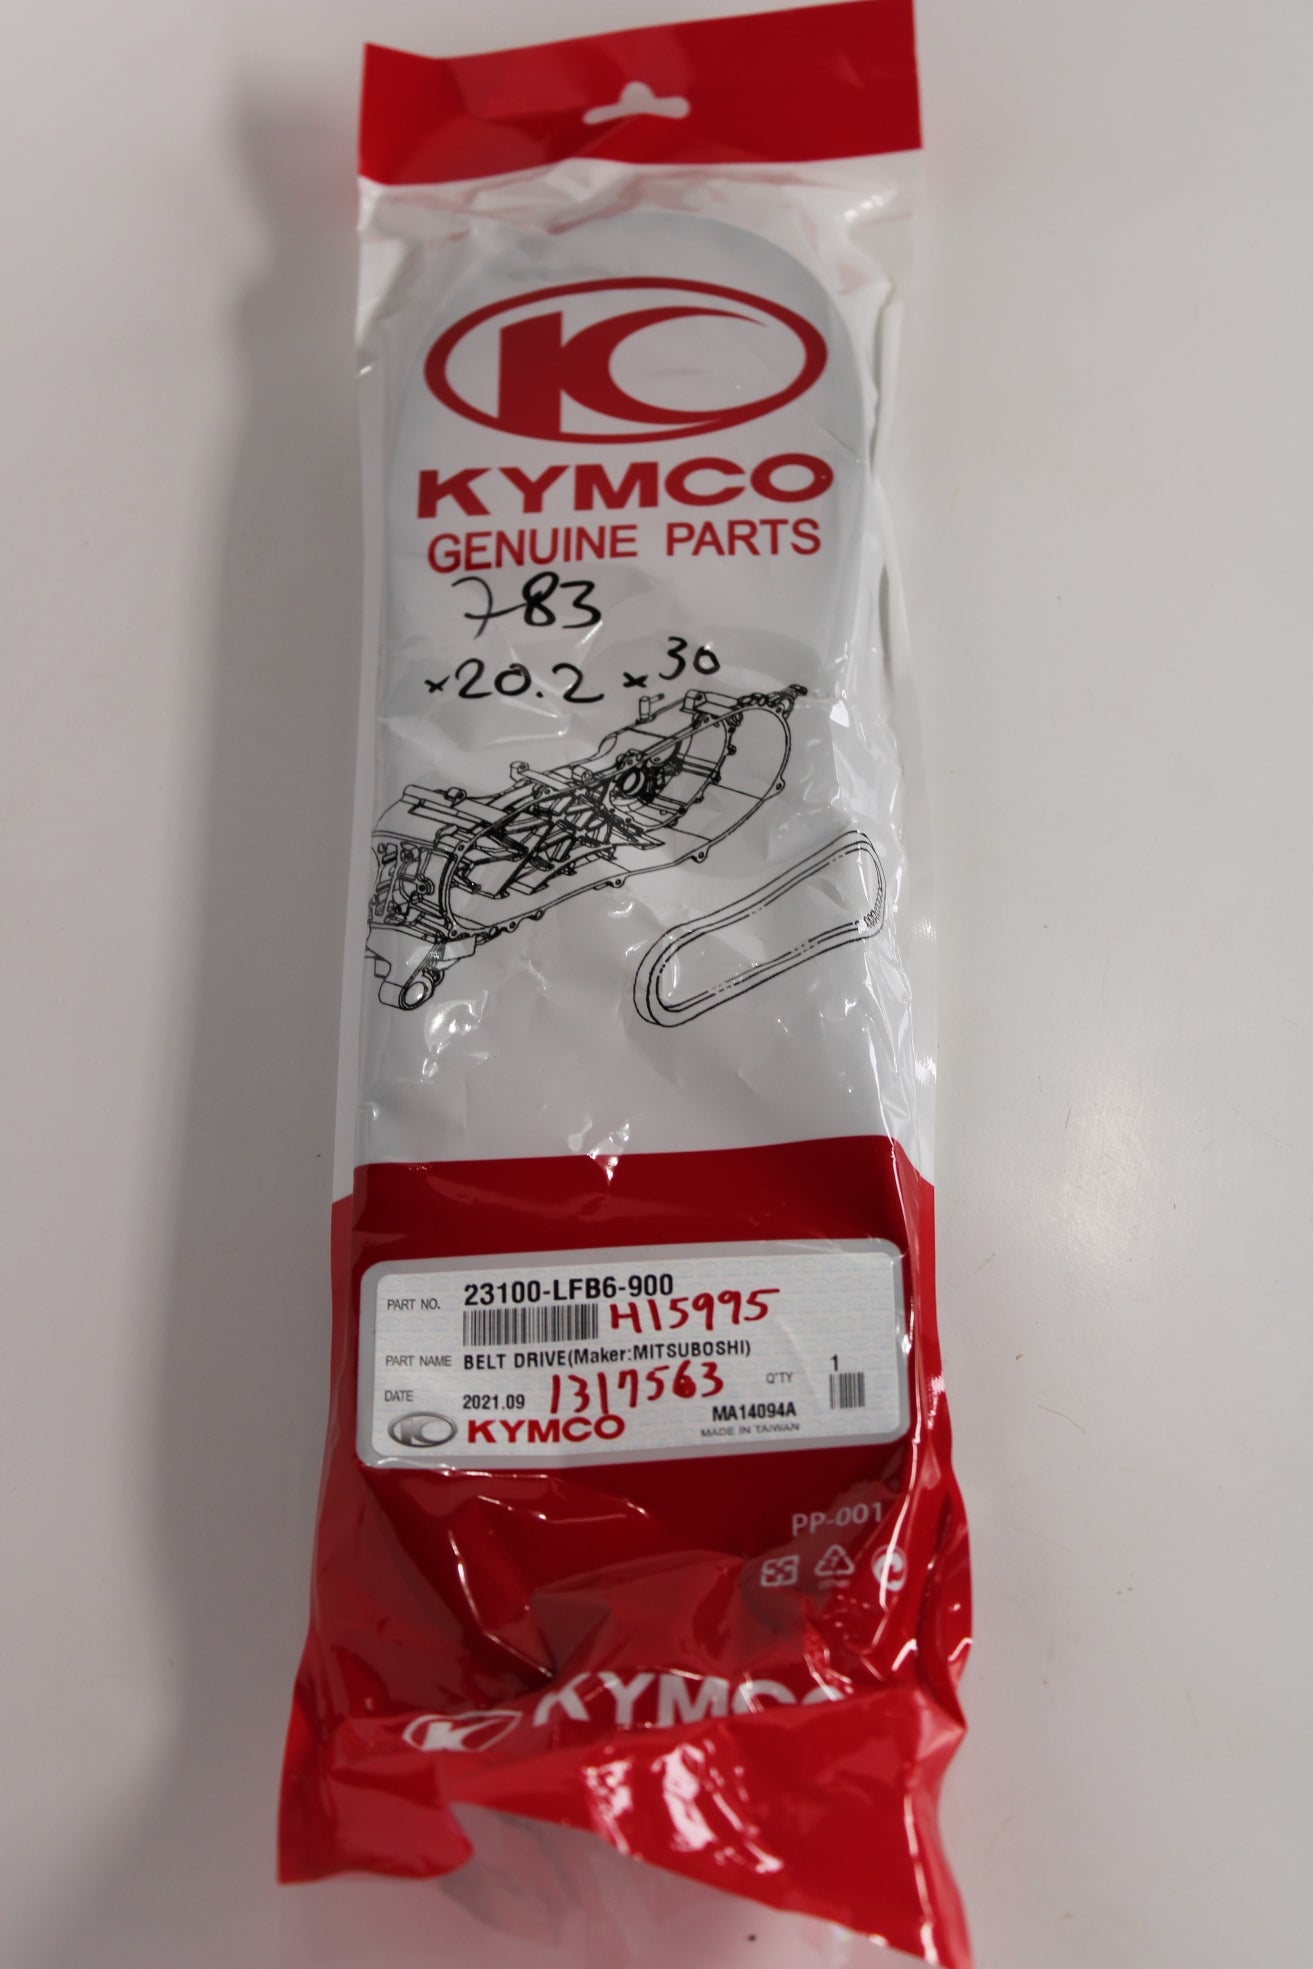 KYMCO
GENUINE PARTS
783
x20.2 x 30
PART NO. 23100-LFB6-900
H15995
PART NAME BELT DRIVE(Maker:MITSUBOSHI)
DATE 2021.09 1317563 Q'TY 1
KYMCO MA14094A
MADE IN TAIWAN
PP-001
KYMCO